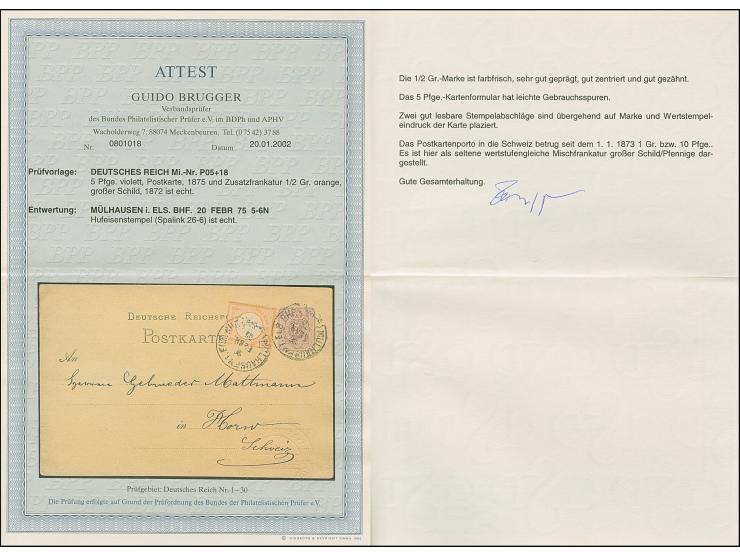 ATTEST
GUIDO BRUGGER
Verbandsprüfer
des Bundes Philatelistischer Prüfer e.V. im BDPh und APHV
Wacholderweg 7, 88074 Meckenbeuren, Tel. (0 75 42) 37 88
Nr. 0801018 Datum 20.01.2002
Prüfvorlage: DEUTSCHES REICH Mi.-Nr. P05+18
5 Pfge. violett, Postkarte, 1875 und Zusatzfrankatur 1/2 Gr. orange,
großer Schild, 1872 ist echt.
Entwertung: MÜLHAUSEN i. ELS. BHF. 20 FEBR 75 5-6N
Hufeisenstempel (Spalink 26-6) ist echt.
DEUTSCHE REICHSP
POSTKART
An
Gebrueder Mattmann
in Horw
Schweiz
Prüfgebiet: Deutsches Reich Nr. 1–30
Die Prüfung erfolgte auf Grund der Prüfordnung des Bundes der Philatelistischen Prüfer e.V.
Die 1/2 Gr.-Marke ist farbfrisch, sehr gut geprägt, gut zentriert und gut gezähnt.
Das 5 Pfge.-Kartenformular hat leichte Gebrauchsspuren.
Zwei gut lesbare Stempelabschläge sind übergehend auf Marke und Wertstempel-
eindruck der Karte plaziert.
Das Postkartenporto in die Schweiz betrug seit dem 1. 1. 1873 1 Gr. bzw. 10 Pfge..
Es ist hier als seltene wertstufengleiche Mischfrankatur großer Schild/Pfennige dar-
gestellt.
Gute Gesamterhaltung.